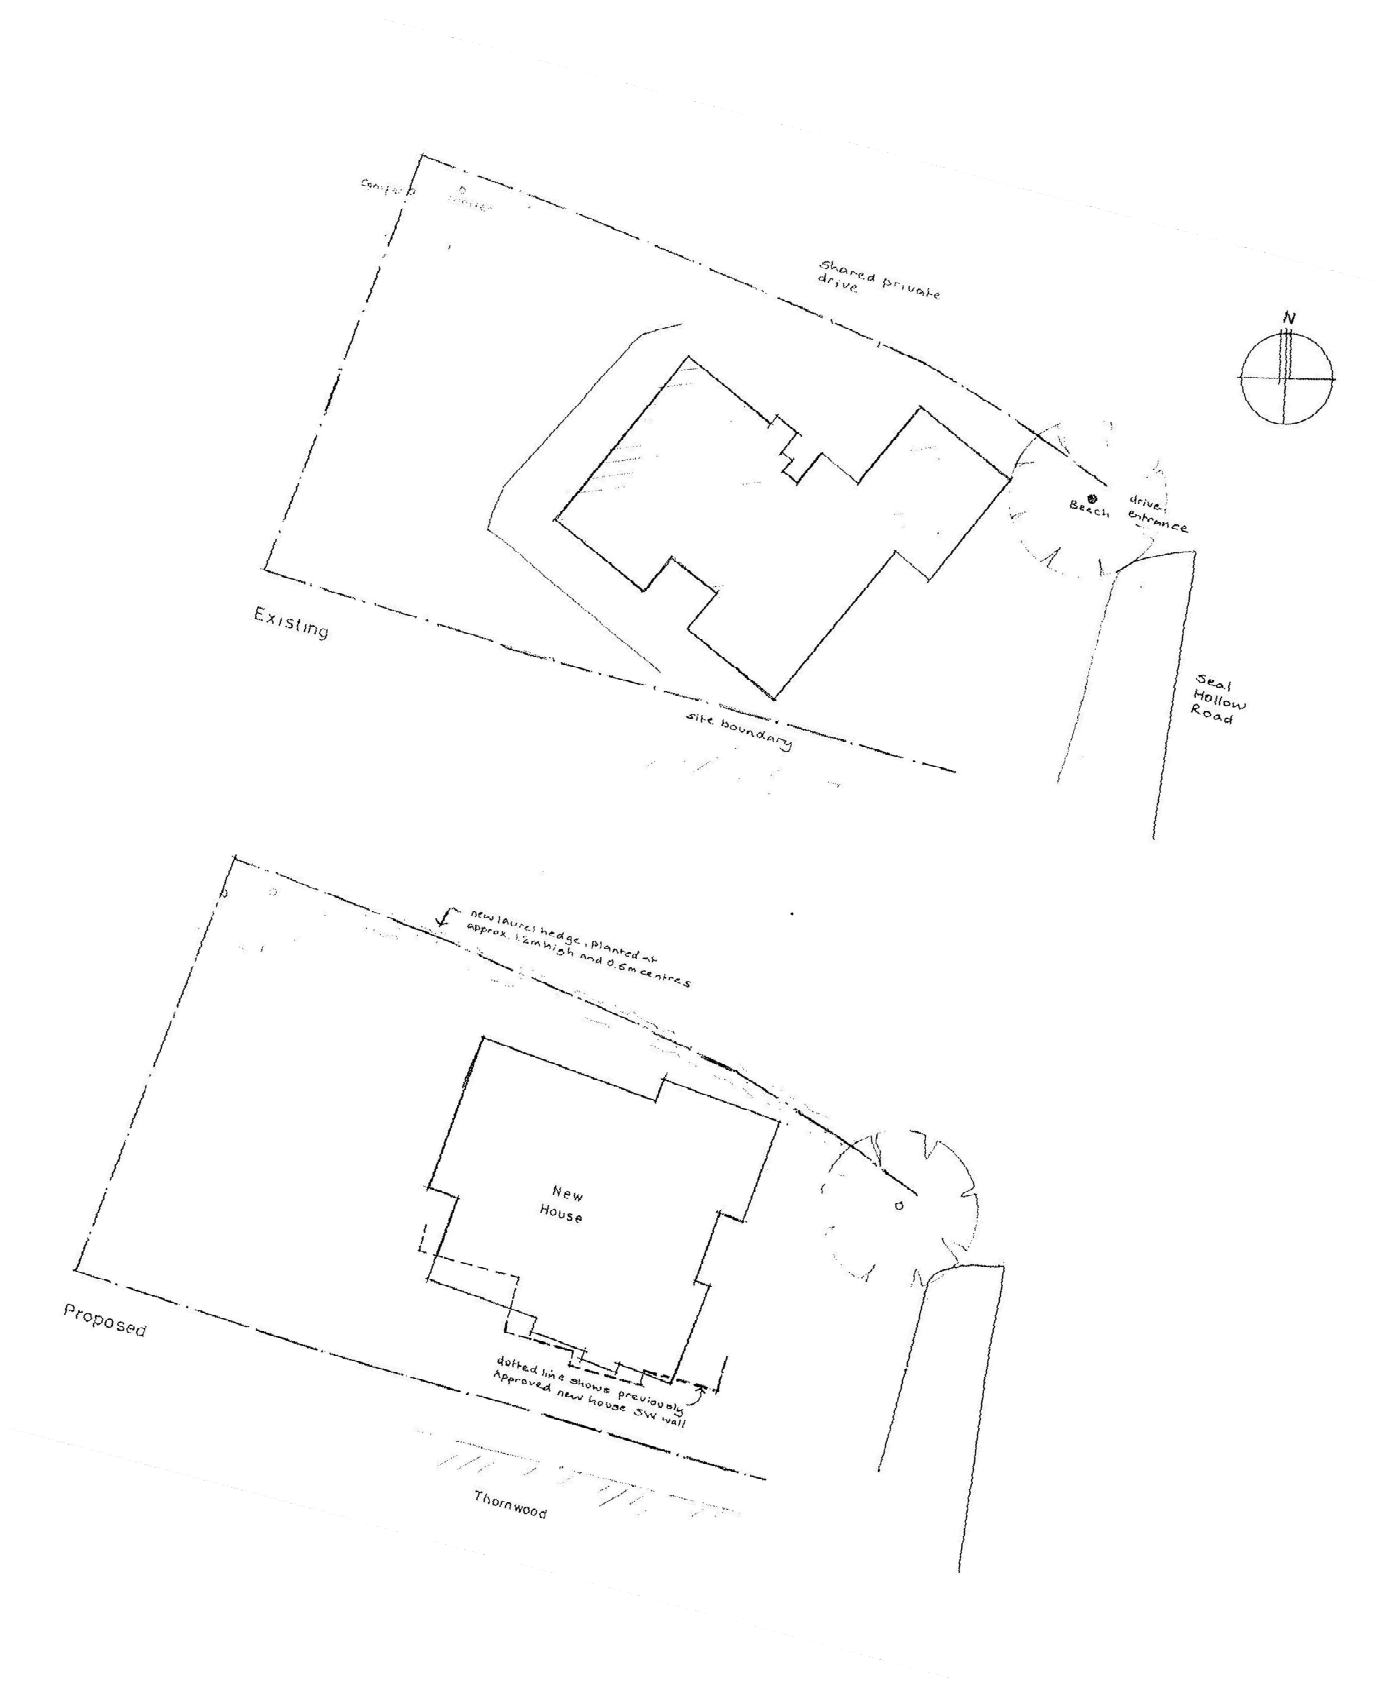 shared private
drive
N
Beach
drive
entrance
Existing
Seal
Hollow
Road
site boundary
new laurel hedge, planted at
approx. 1.2m high and 0.6m centres
New
House
Proposed
dotted line shows previously
Approved new house SW wall
Thornwood